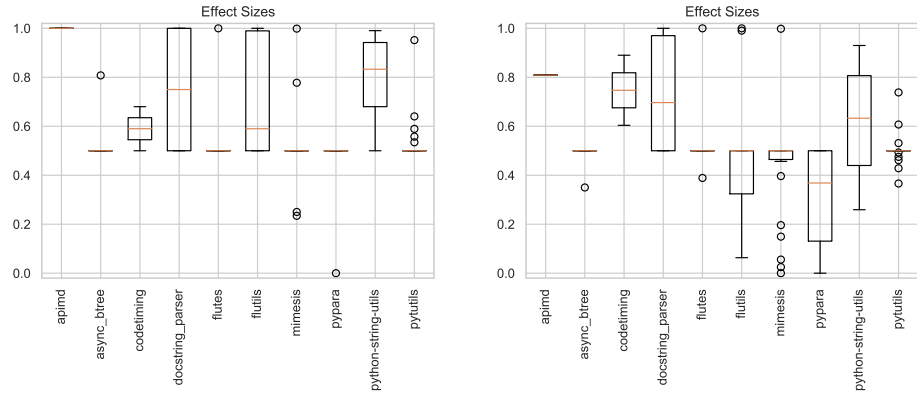 Effect Sizes
1.0
0.8
0.6
0.4
0.2
0.0
apimd
async_btree
codetiming
docstring_parser
flutes
flutils
mimesis
pypara
python-string-utils
pytutils
Effect Sizes
1.0
0.8
0.6
0.4
0.2
0.0
apimd
async_btree
codetiming
docstring_parser
flutes
flutils
mimesis
pypara
python-string-utils
pytutils